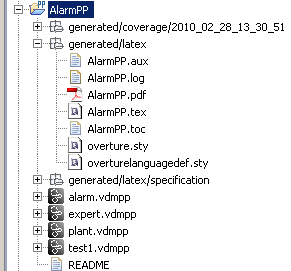 AlarmPP
generated/coverage/2010_02_28_13_30_51
generated/latex
AlarmPP.aux
AlarmPP.log
AlarmPP.pdf
AlarmPP.tex
AlarmPP.toc
overture.sty
overturelanguagedef.sty
generated/latex/specification
alarm.vdmpp
expert.vdmpp
plant.vdmpp
test1.vdmpp
README